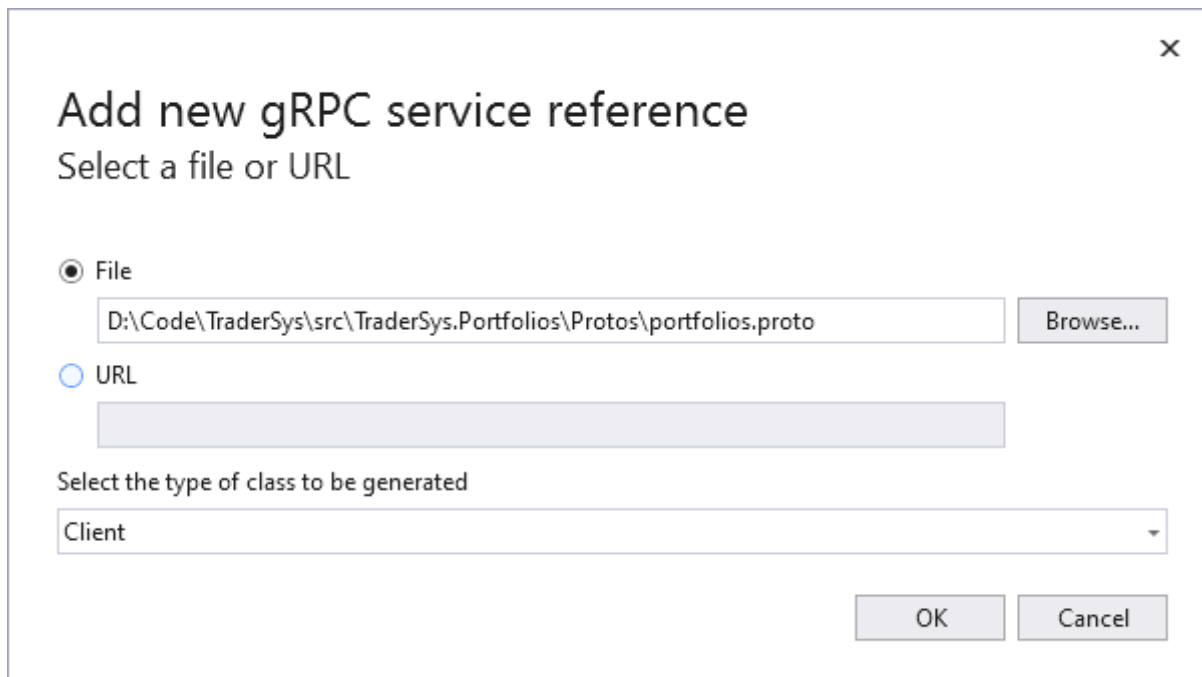 Add new gRPC service reference
Select a file or URL
File
D:\Code\TraderSys\src\TraderSys.Portfolios\Protos\portfolios.proto
Browse...
URL
Select the type of class to be generated
Client
OK
Cancel